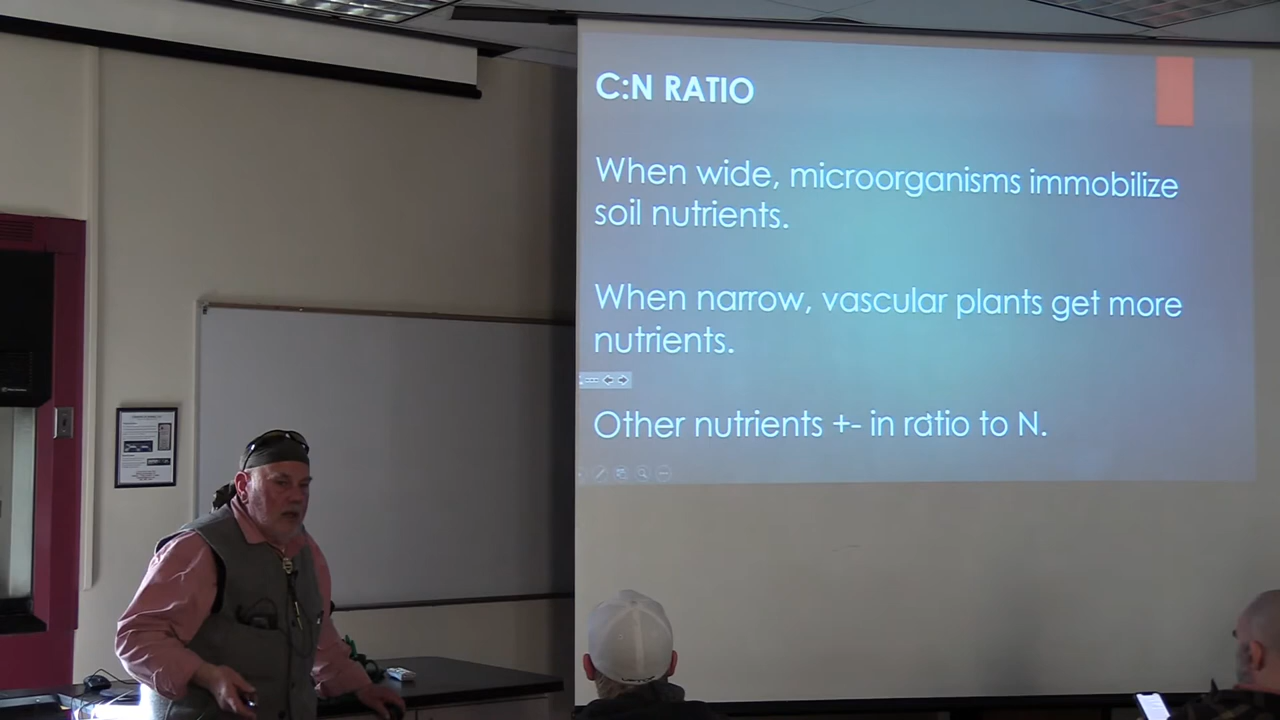 C:N RATIO
When wide, microorganisms immobilize
soil nutrients.
When narrow, vascular plants get more
nutrients.
Other nutrients +- in ratio to N.